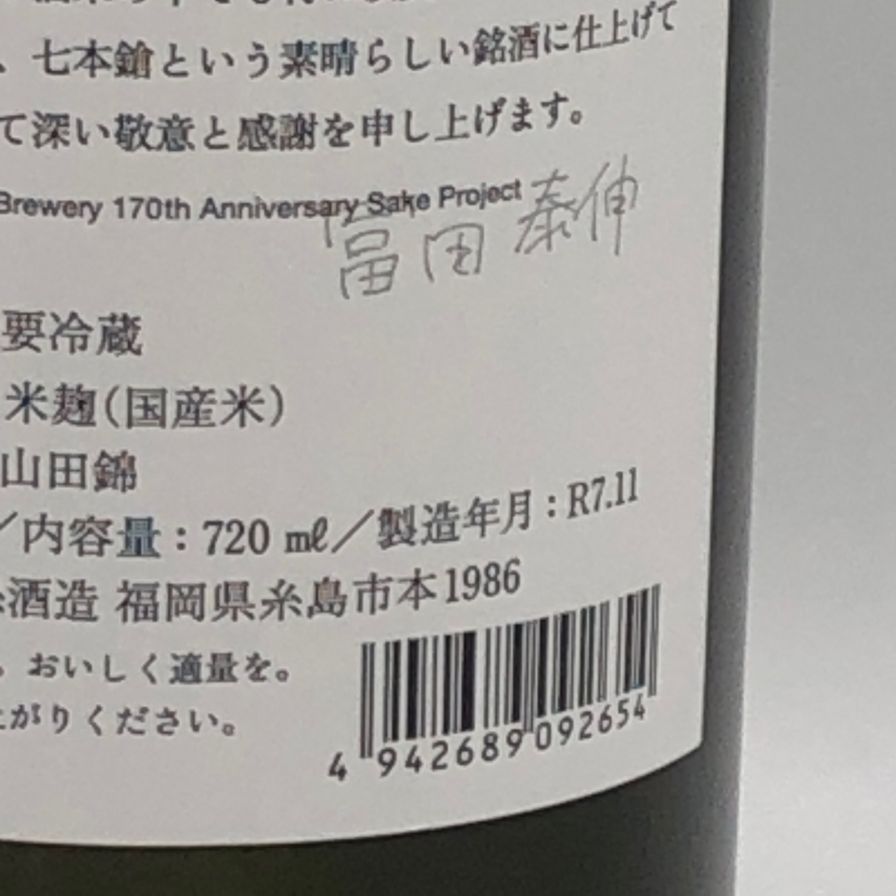 、七本鎗という素晴らしい銘酒に仕上げて
て深い敬意と感謝を申し上げます。
Brewery 170th Anniversary Sake Project
冨田泰伸
要冷蔵
米麹(国産米)
山田錦
／内容量：720 ㎖／製造年月：R7.11
酒造 福岡県糸島市本1986
。おいしく適量を。
がりください。
4 942689 092654